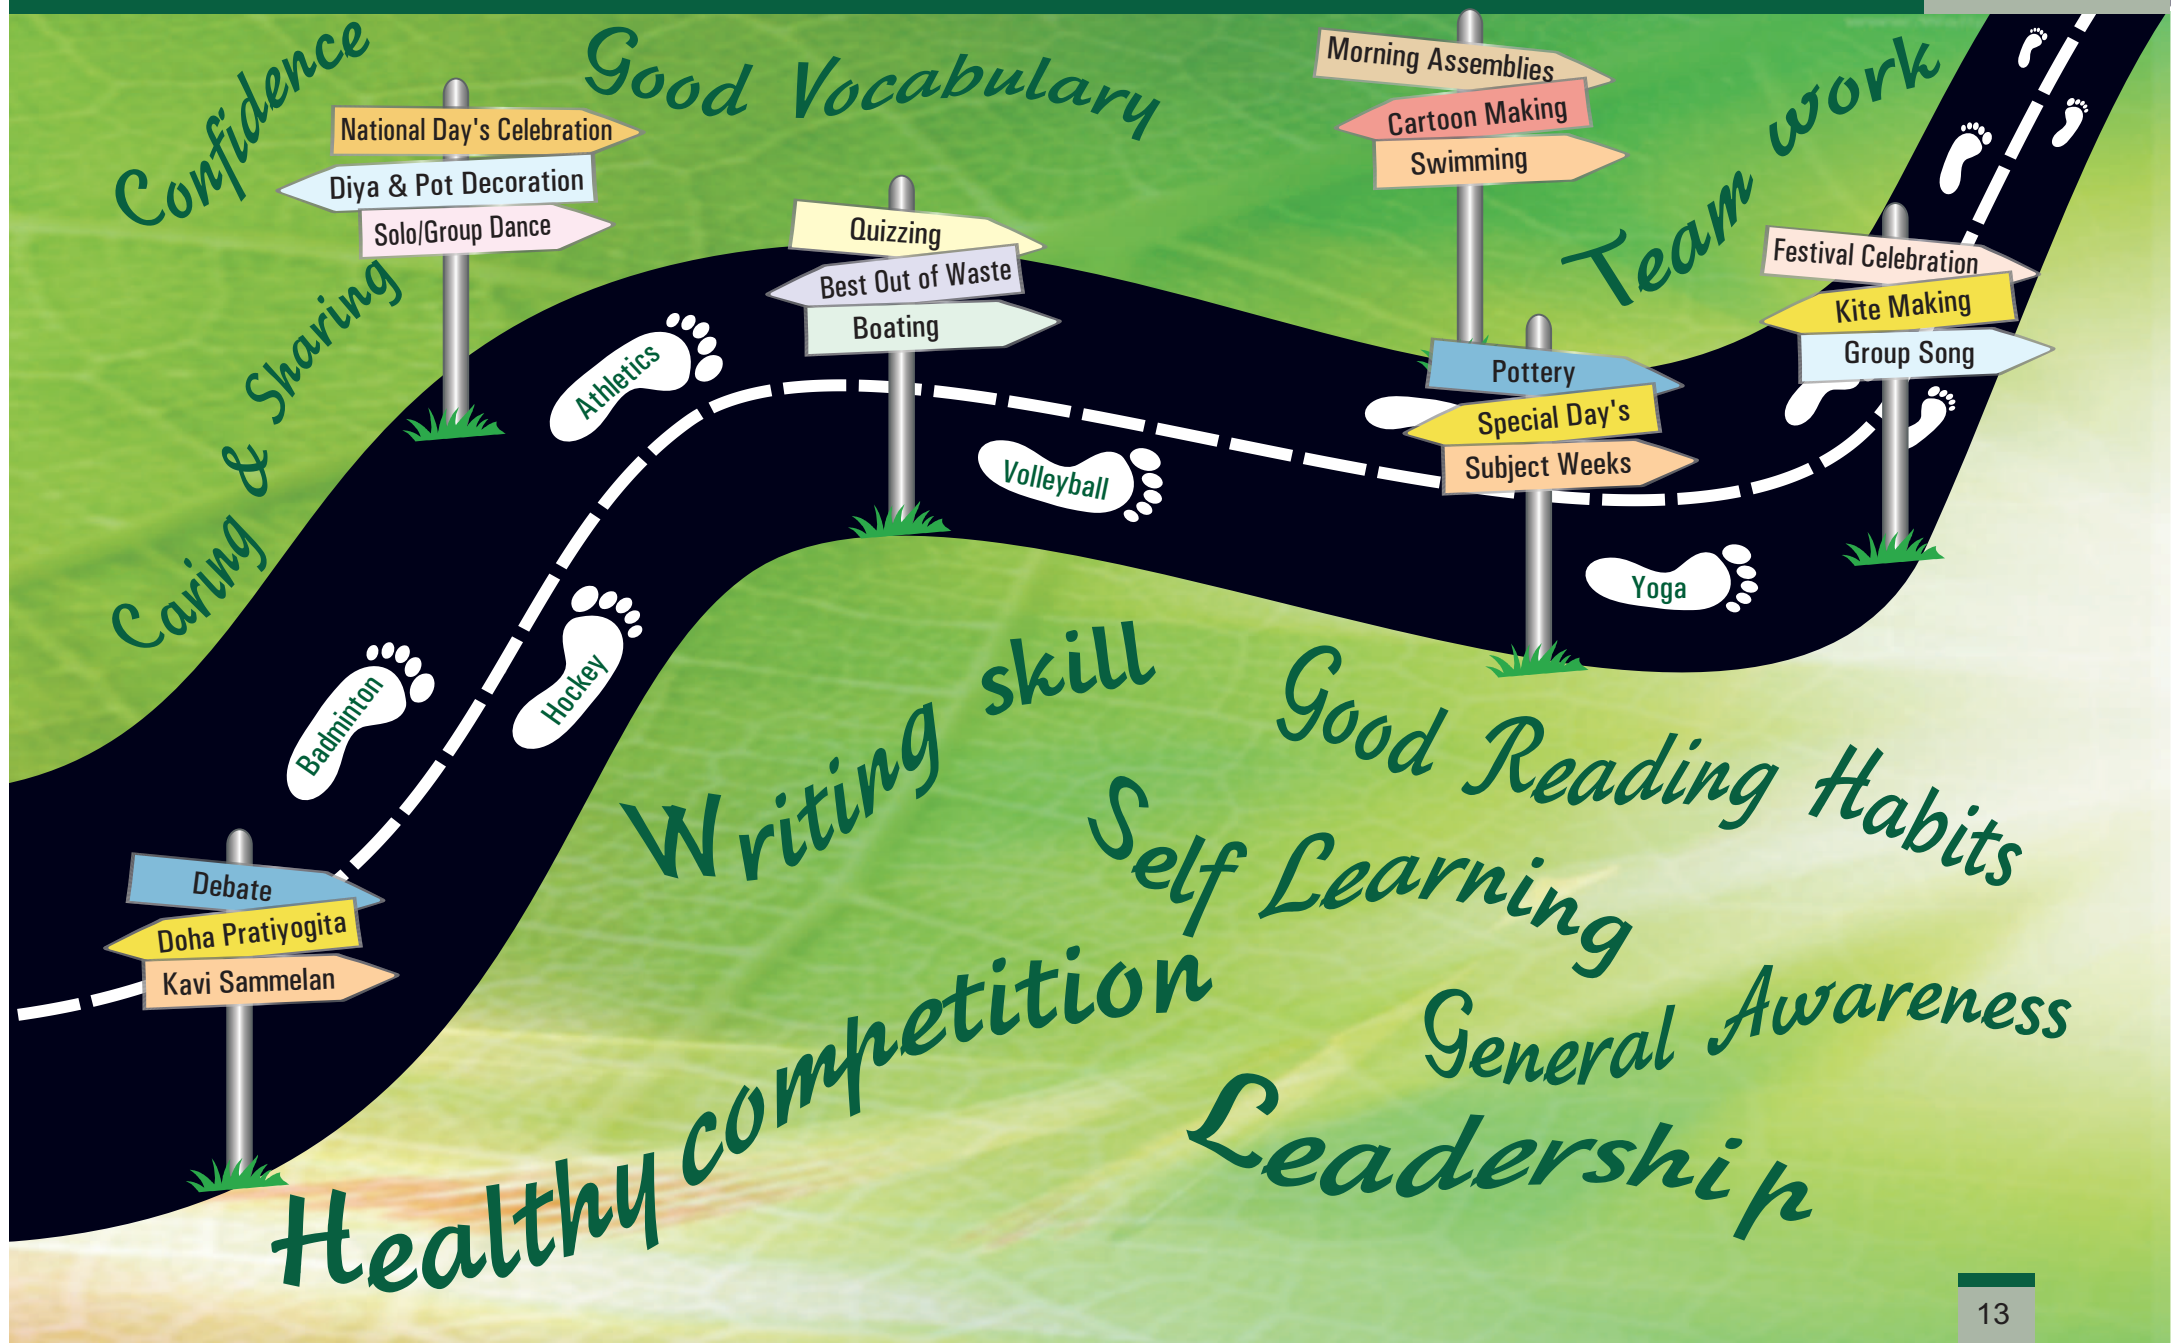 Confidence
Good Vocabulary
Morning Assemblies
Cartoon Making
Swimming
Team work
National Day's Celebration
Diya & Pot Decoration
Solo/Group Dance
Quizzing
Best Out of Waste
Boating
Festival Celebration
Kite Making
Group Song
Caring & Sharing
Athletics
Volleyball
Pottery
Special Day's
Subject Weeks
Yoga
Badminton
Hockey
Writing skill
Good Reading Habits
Self Learning
Debate
Doha Pratiyogita
Kavi Sammelan
Healthy competition
General Awareness
Leadership
13